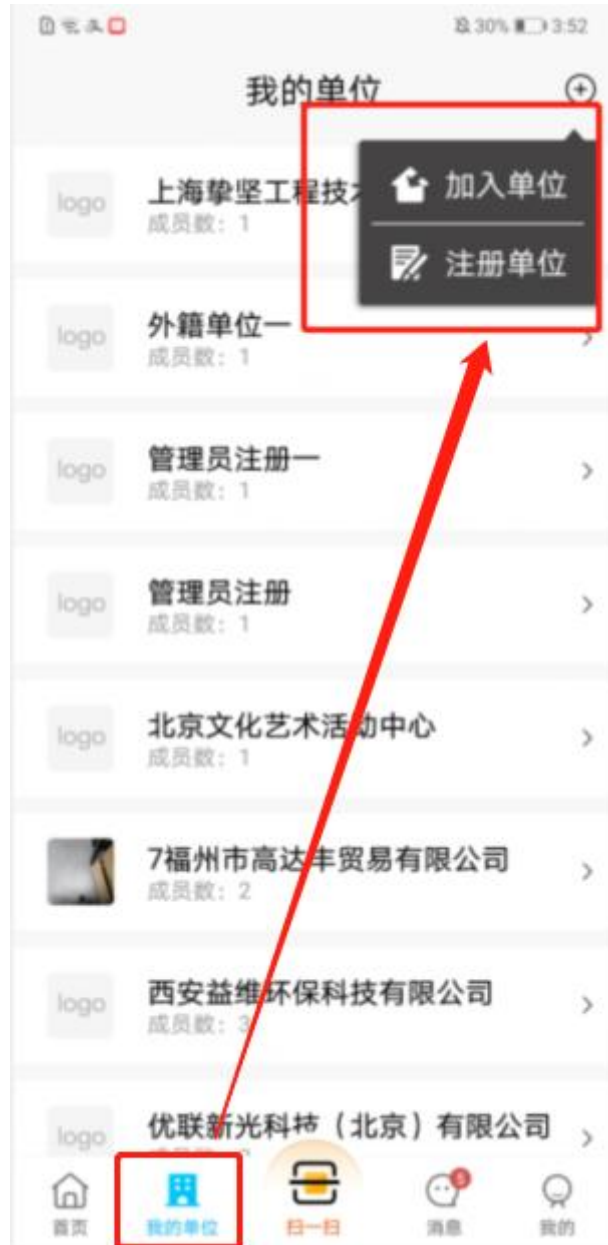 30% 3:52
我的单位
加入单位
注册单位
logo
上海挚坚工程技
成员数：1
logo
外籍单位一
成员数：1
logo
管理员注册一
成员数：1
logo
管理员注册
成员数：1
logo
北京文化艺术活动中心
成员数：1
7福州市高达丰贸易有限公司
成员数：2
logo
西安益维环保科技有限公司
成员数：3
logo
优联新光科技（北京）有限公司
首页
我的单位
扫一扫
5
消息
我的